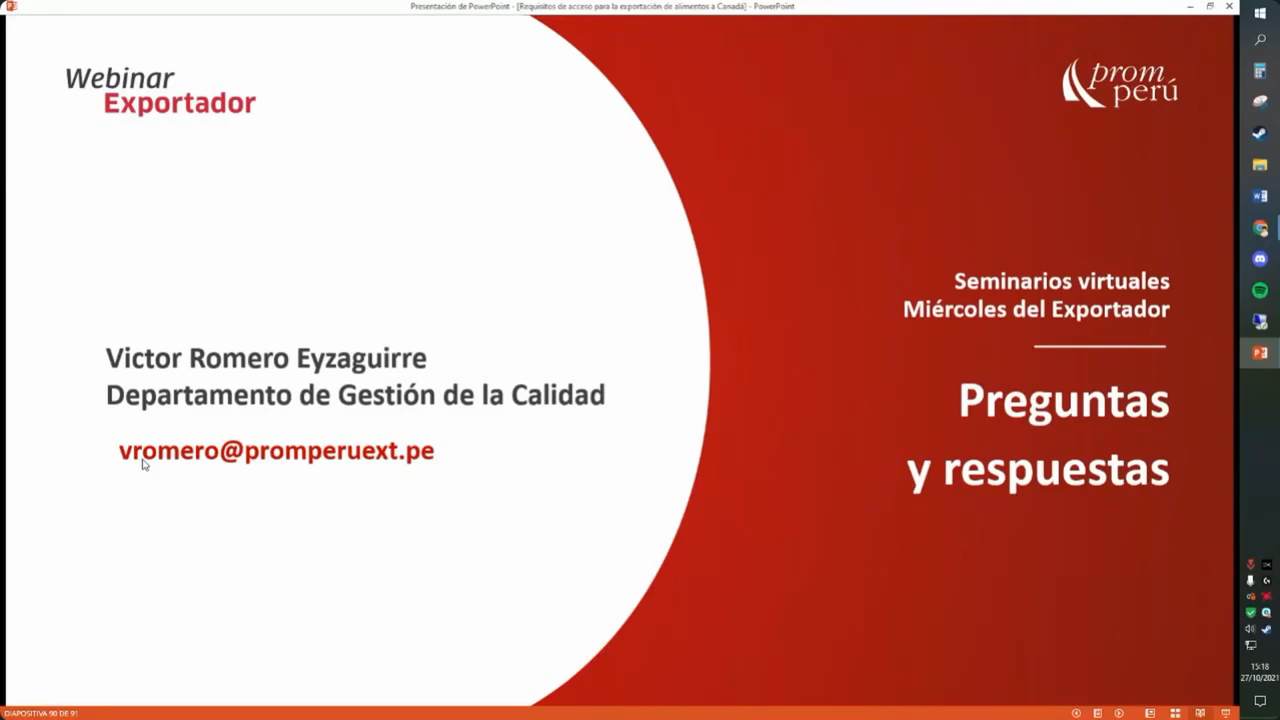 Presentación de PowerPoint - [Requisitos de acceso para la exportación de alimentos a Canadá] - PowerPoint
Webinar
Exportador
prom
perú
Seminarios virtuales
Miércoles del Exportador
Preguntas
y respuestas
Victor Romero Eyzaguirre
Departamento de Gestión de la Calidad
vromero@promperuext.pe
DIAPOSITIVA 90 DE 91
15:18
27/10/2021